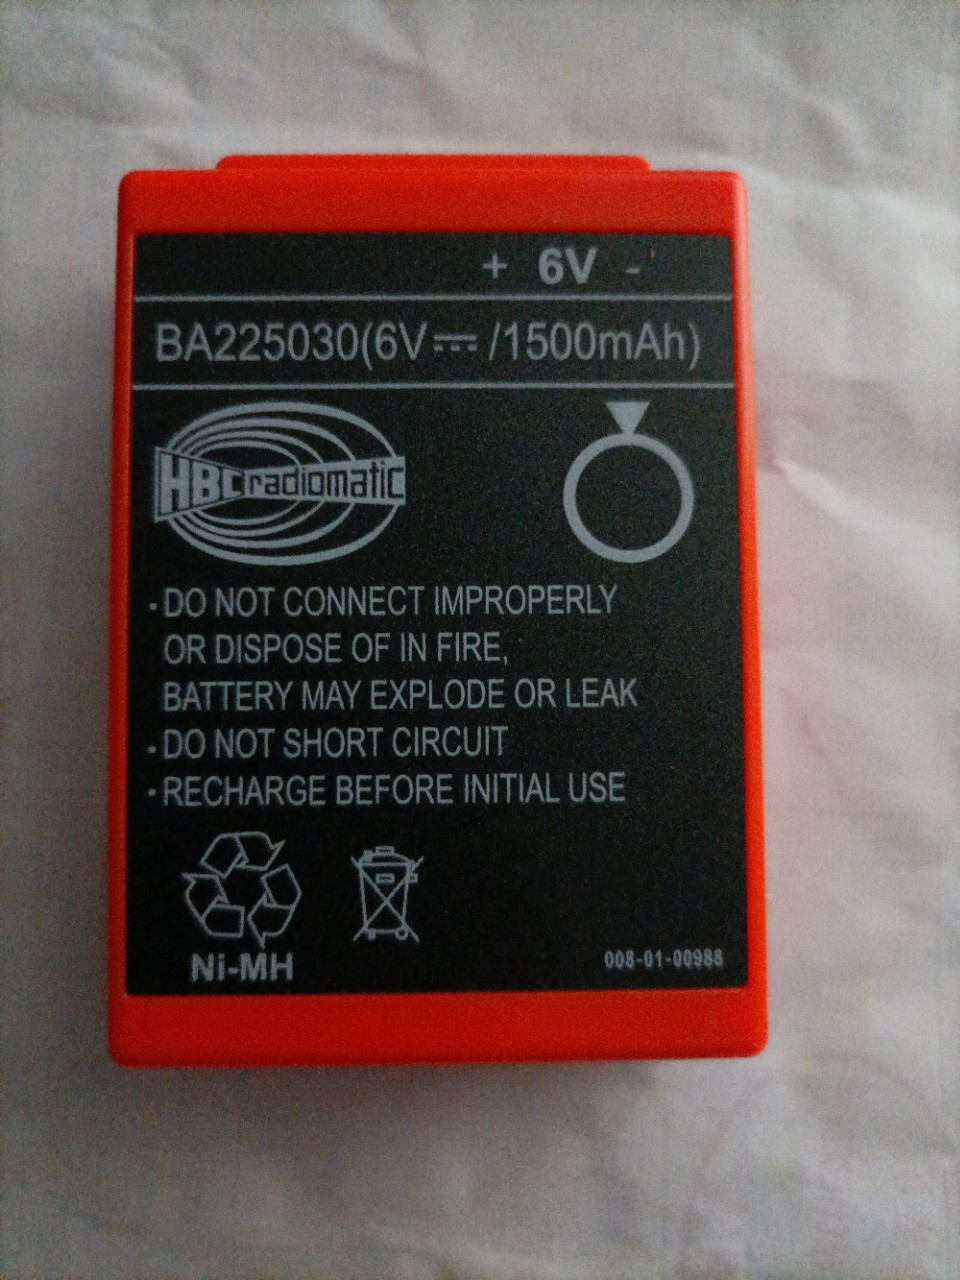 + 6V -
BA225030(6V⎓/1500mAh)
HBC radiomatic
·DO NOT CONNECT IMPROPERLY
OR DISPOSE OF IN FIRE,
BATTERY MAY EXPLODE OR LEAK
·DO NOT SHORT CIRCUIT
·RECHARGE BEFORE INITIAL USE
Ni-MH
008-01-00988